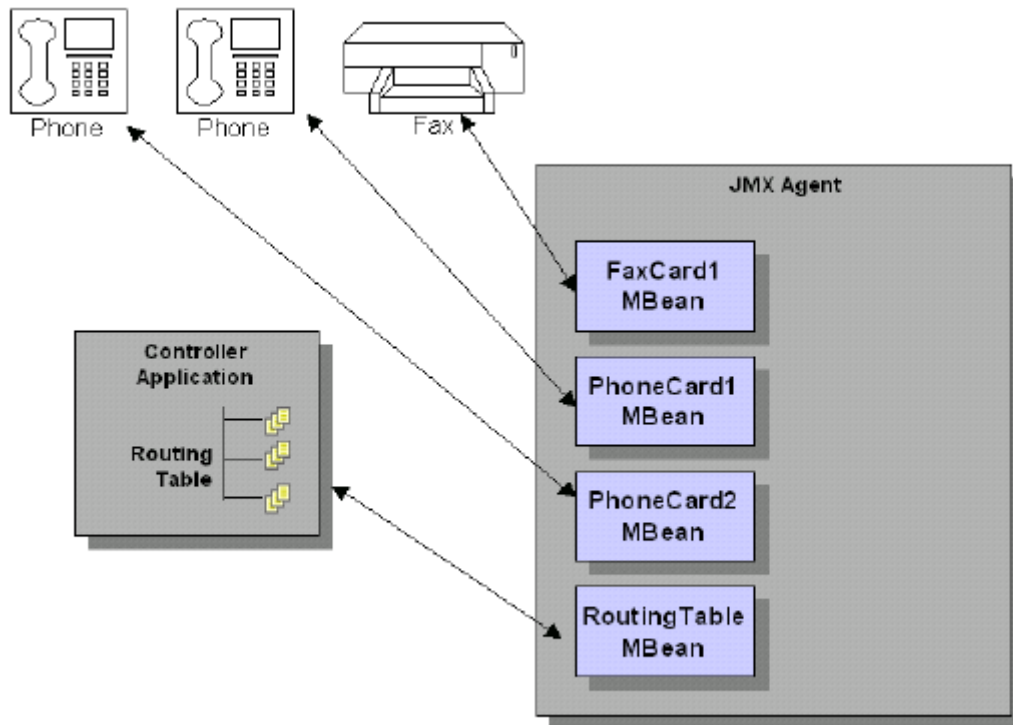 Phone
Phone
Fax
JMX Agent
FaxCard1
MBean
Controller
Application
Routing
Table
PhoneCard1
MBean
PhoneCard2
MBean
RoutingTable
MBean